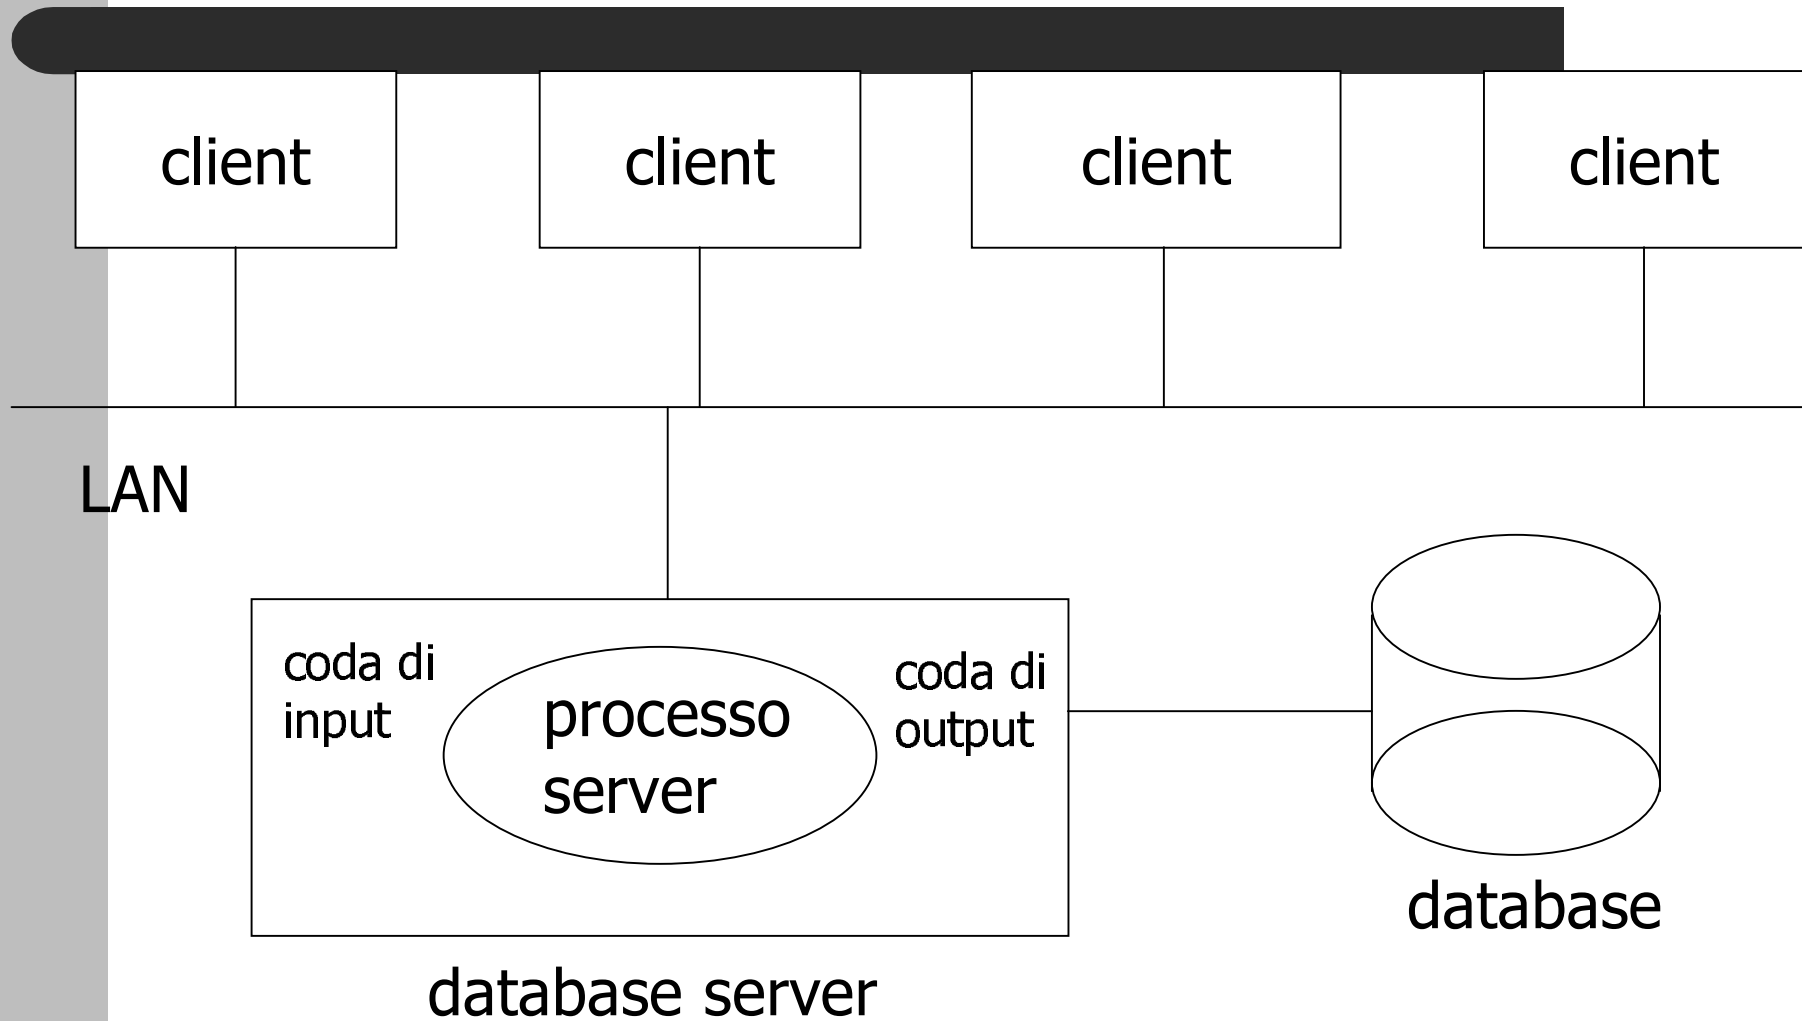 client
client
client
client
LAN
coda di
input
processo
server
coda di
output
database
database server